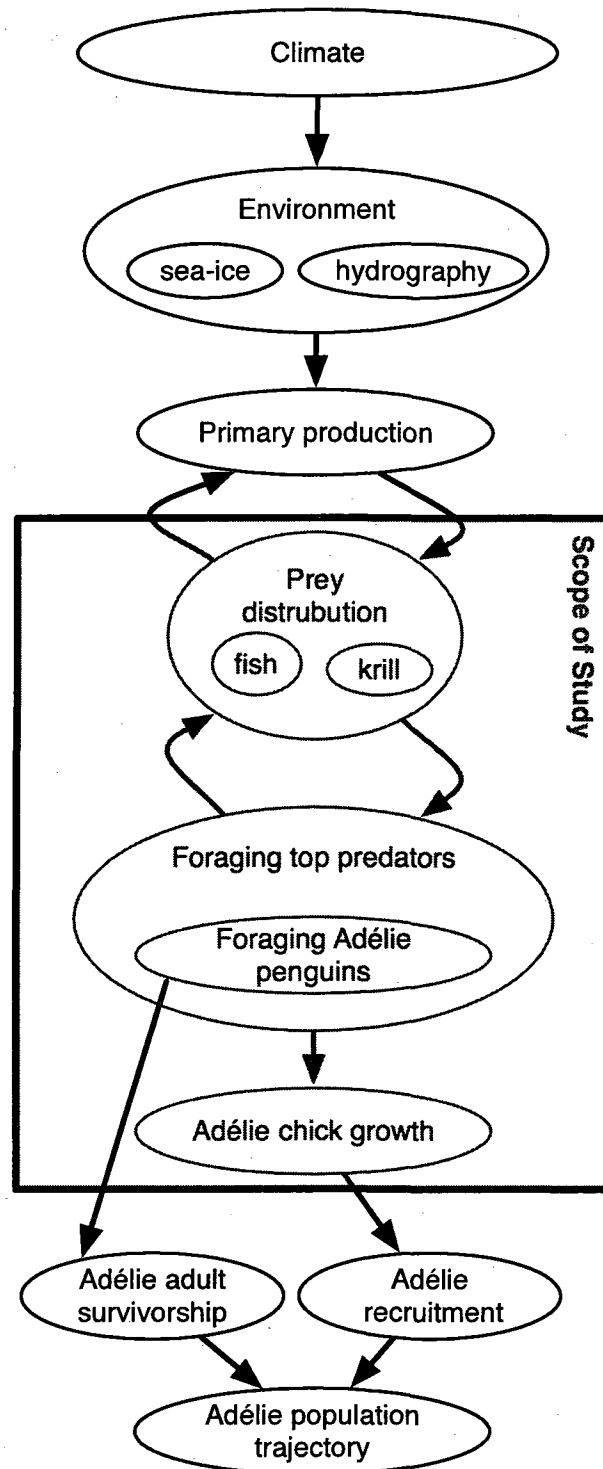 Climate
Environment
sea-ice
hydrography
Primary production
Scope of Study
Prey
distrubution
fish
krill
Foraging top predators
Foraging Adélie
penguins
Adélie chick growth
Adélie adult
survivorship
Adélie
recruitment
Adélie population
trajectory